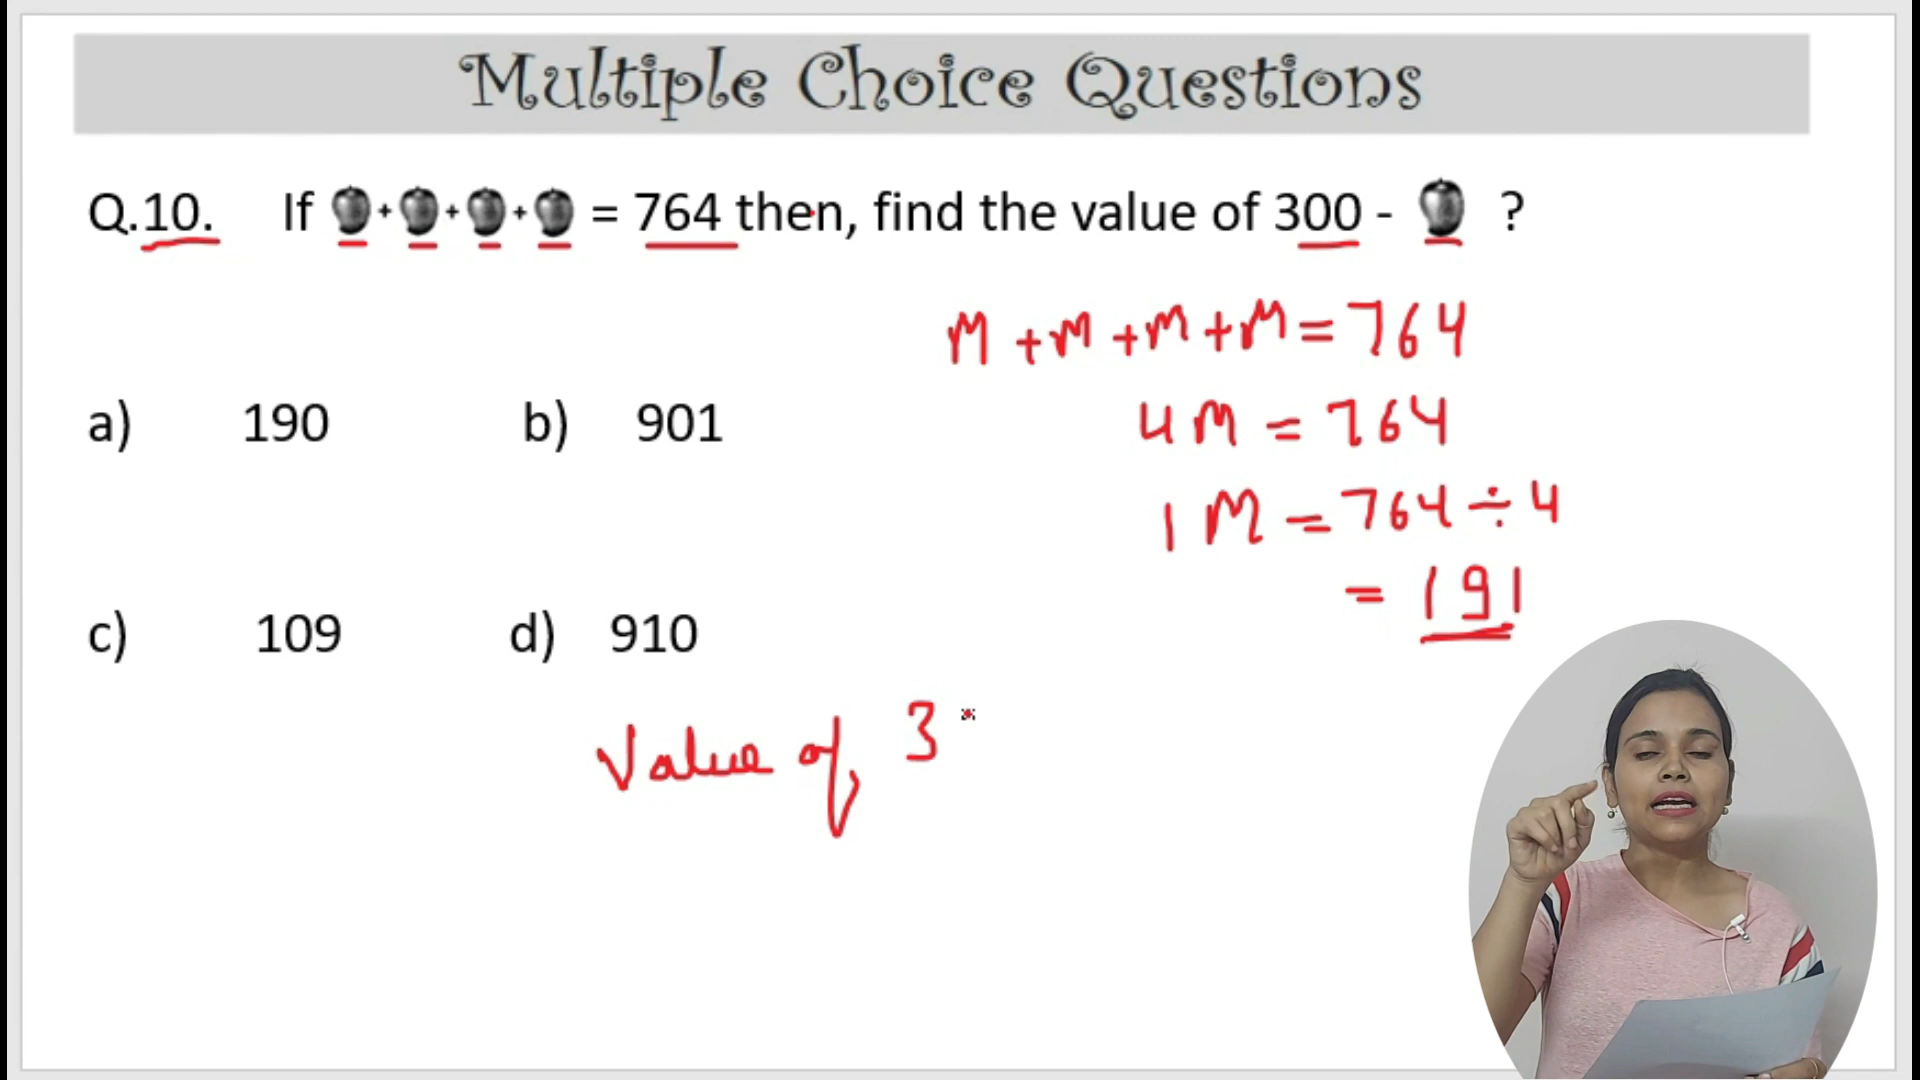 Multiple Choice Questions
Q.10. If + + + = 764 then, find the value of 300 - ?
M + M + M + M = 764
4 M = 764
a) 190 b) 901
1 M = 764 ÷ 4
= 191
c) 109 d) 910
Value of, 3